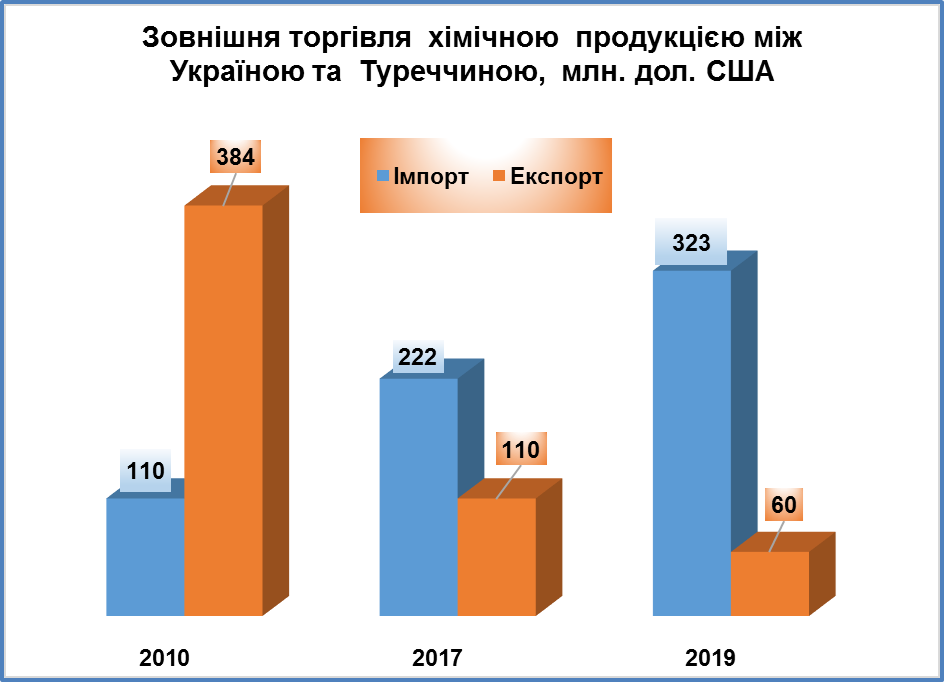 Зовнішня торгівля хімічною продукцією між
Україною та Туреччиною, млн. дол. США
384
Імпорт Експорт
323
222
110
110
60
2010 2017 2019